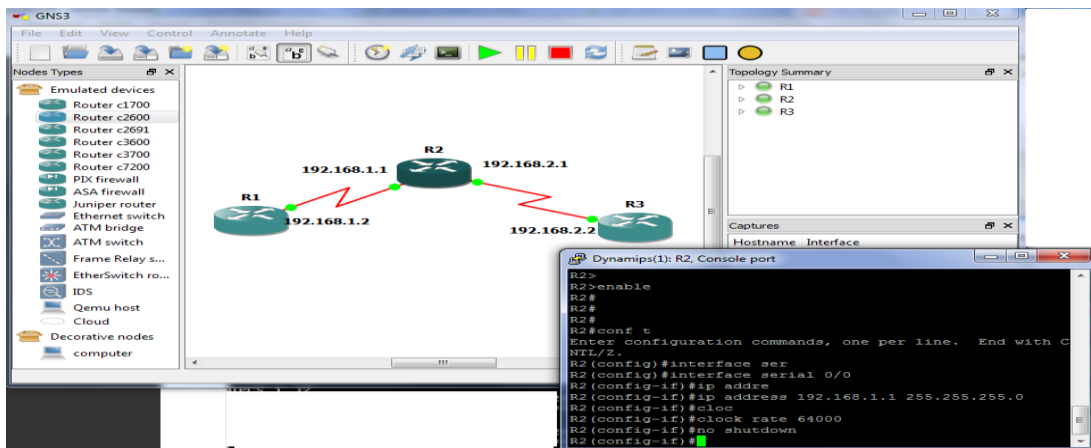 GNS3
File Edit View Control Annotate Help
Nodes Types
Emulated devices
Router c1700
Router c2600
Router c2691
Router c3600
Router c3700
Router c7200
PIX firewall
ASA firewall
Juniper router
Ethernet switch
ATM bridge
ATM switch
Frame Relay s...
EtherSwitch ro...
IDS
Qemu host
Cloud
Decorative nodes
computer
R2
192.168.1.1
192.168.2.1
R1
192.168.1.2
R3
192.168.2.2
Topology Summary
R1
R2
R3
Captures
Hostname Interface
Dynamips(1): R2, Console port
R2>
R2>enable
R2#
R2#
R2#
R2#conf t
Enter configuration commands, one per line. End with C
NTL/Z.
R2(config)#interface ser
R2(config)#interface serial 0/0
R2(config-if)#ip addre
R2(config-if)#ip address 192.168.1.1 255.255.255.0
R2(config-if)#cloc
R2(config-if)#clock rate 64000
R2(config-if)#no shutdown
R2(config-if)#